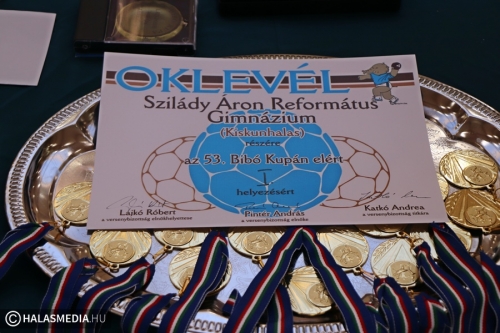 OKLEVÉL
Szilády Áron Református
Gimnázium
(Kiskunhalas)
részére
az 53. Bibó Kupán elért
I.
helyezésért
Lajkó Róbert
a versenybizottság elnökhelyettese
Pintér András
a versenybizottság elnöke
Katkó Andrea
a versenybizottság titkára
© HALASMEDIA.HU